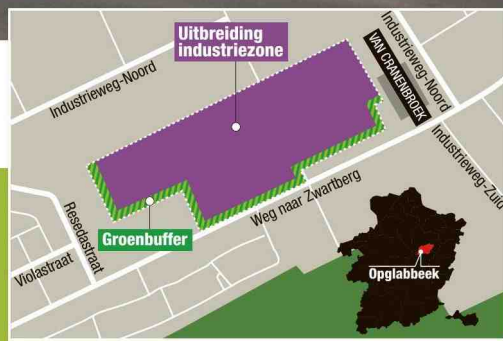 Uitbreiding
industriezone
Industrieweg-Noord
Industrieweg-Noord
VAN CRANENBROEK
Industrieweg-Zuid
Weg naar Zwartberg
Groenbuffer
Resedastraat
Violastraat
Opglabbeek